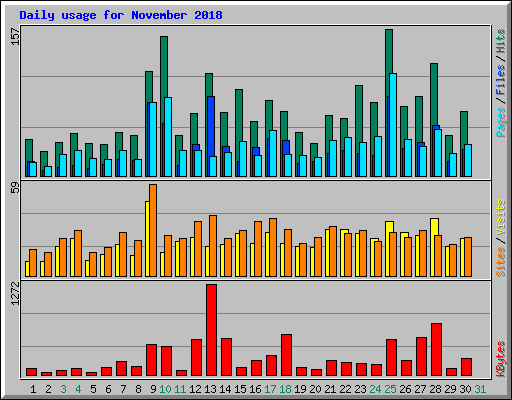 Daily usage for November 2018
157
Pages / Files / Hits
59
Sites / Visits
1272
KBytes
1 2 3 4 5 6 7 8 9 10 11 12 13 14 15 16 17 18 19 20 21 22 23 24 25 26 27 28 29 30 31